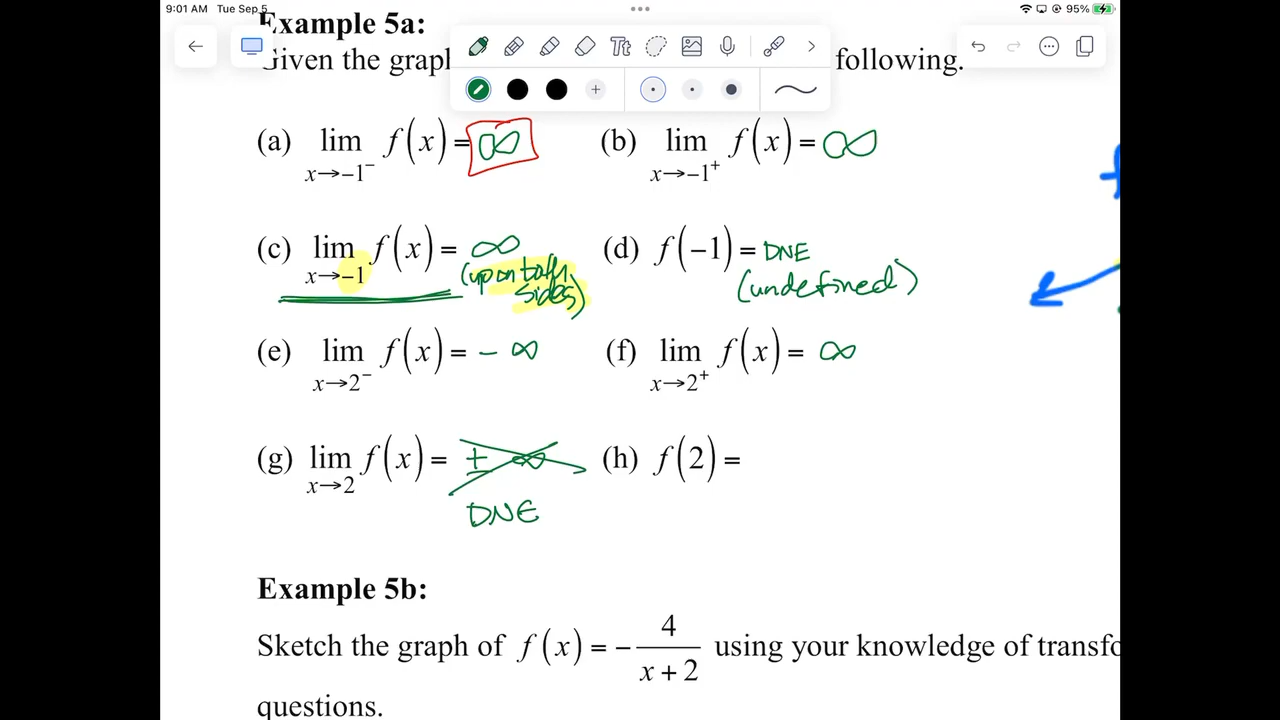 9:01 AM Tue Sep 5
95%
Example 5a:
Given the graph following.
Tt
(a) lim x→−1⁻ f(x) = ∞ (b) lim x→−1⁺ f(x) = ∞
(c) lim x→−1 f(x) = ∞ (d) f(−1) = DNE
(up on both sides) (undefined)
(e) lim x→2⁻ f(x) = − ∞ (f) lim x→2⁺ f(x) = ∞
(g) lim x→2 f(x) = ± ∞ (h) f(2) =
DNE
Example 5b:
Sketch the graph of f(x) = − 4/(x + 2) using your knowledge of transfo
questions.